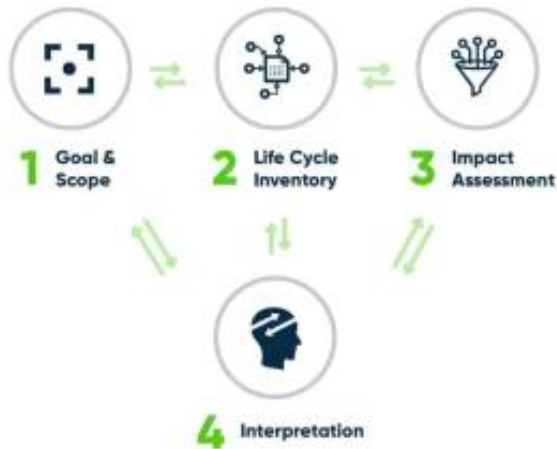 1 Goal &
Scope
2 Life Cycle
Inventory
3 Impact
Assessment
4 Interpretation